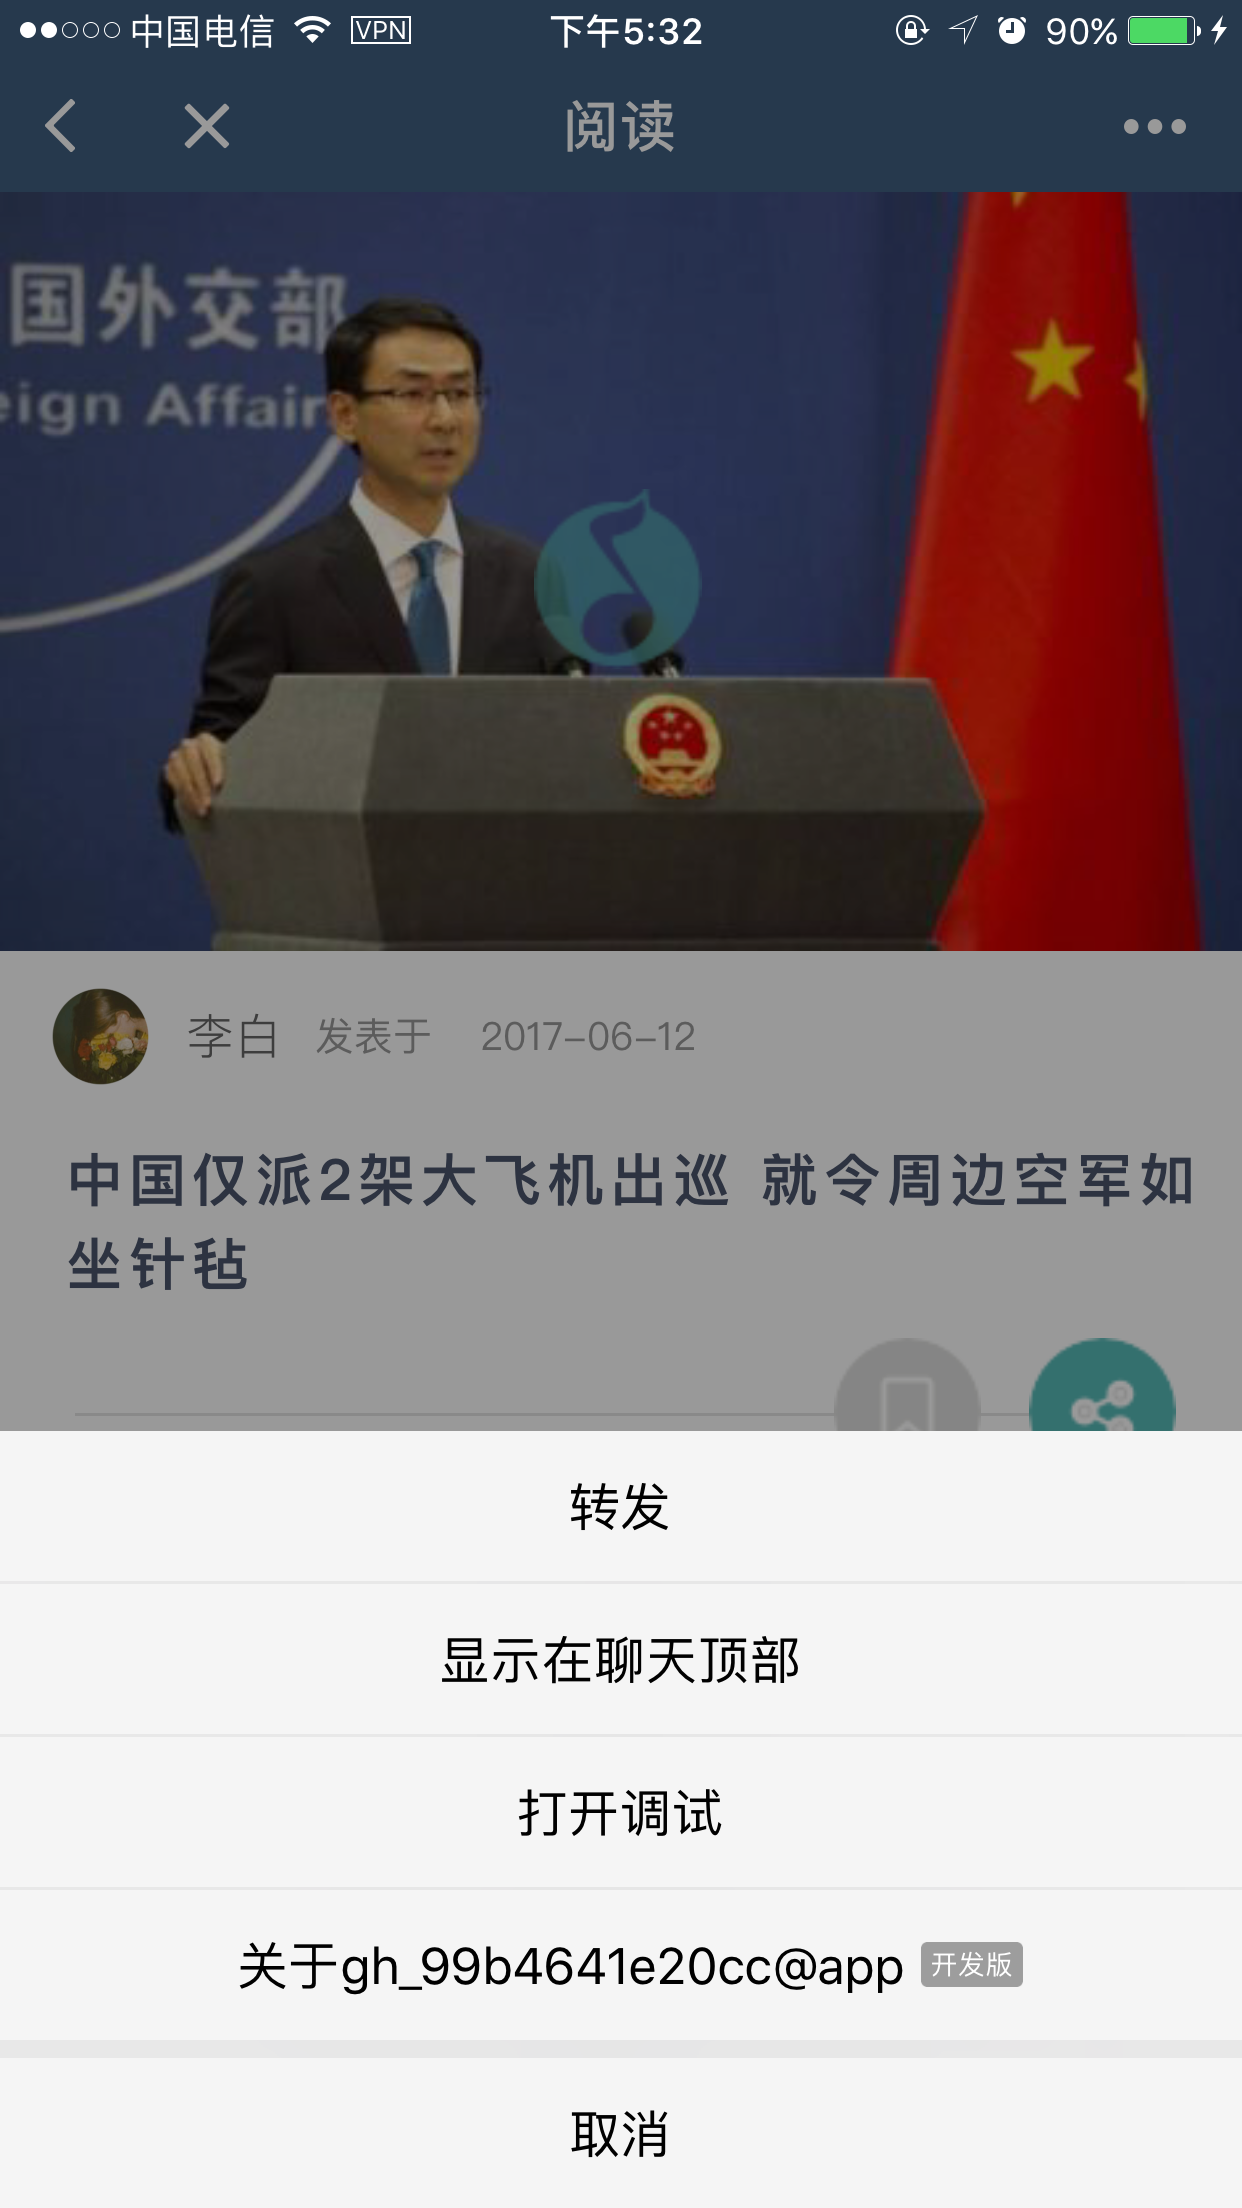 中国电信 VPN 下午5:32 90%
阅读
国外交部
eign Affair
李白 发表于 2017-06-12
中国仅派2架大飞机出巡 就令周边空军如
坐针毡
转发
显示在聊天顶部
打开调试
关于gh_99b4641e20cc@app 开发版
取消